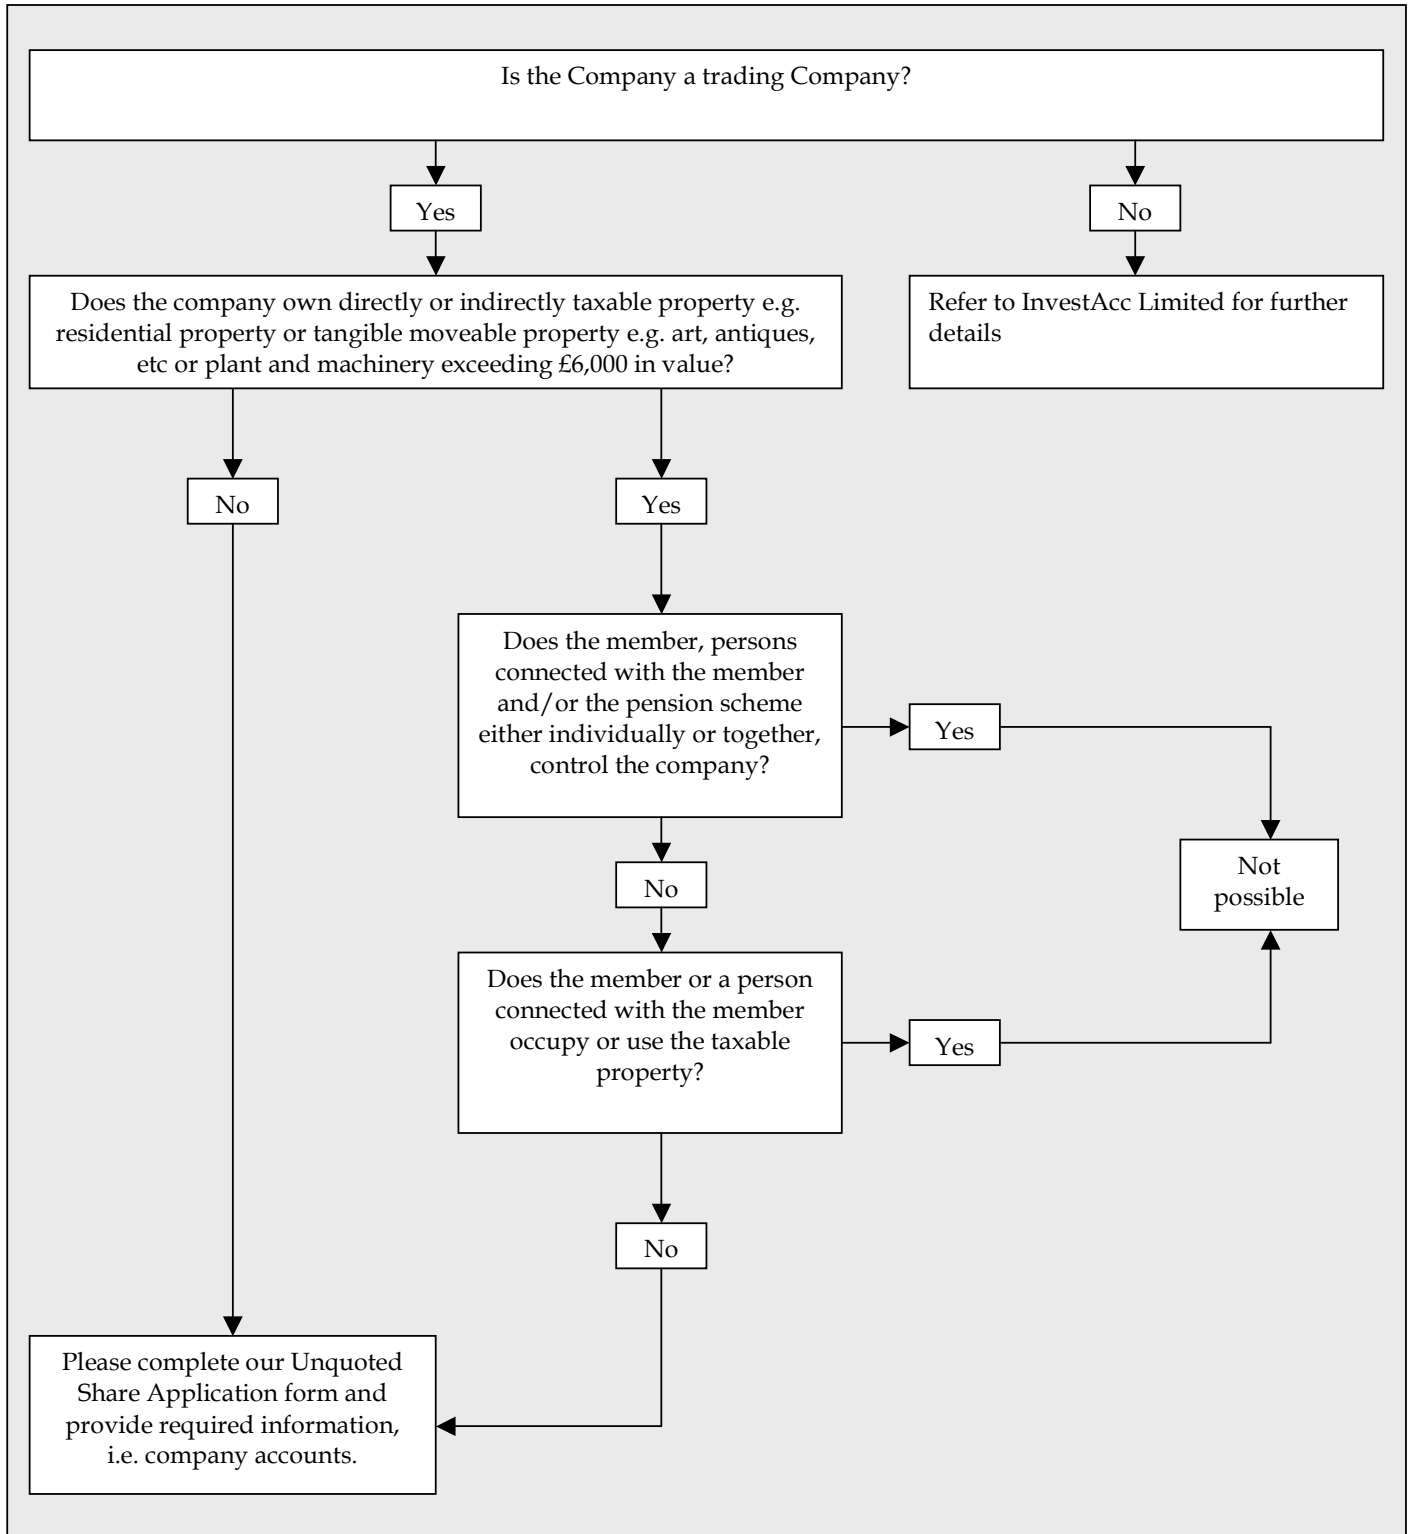 Is the Company a trading Company?
Yes
No
Does the company own directly or indirectly taxable property e.g.
residential property or tangible moveable property e.g. art, antiques,
etc or plant and machinery exceeding £6,000 in value?
Refer to InvestAcc Limited for further
details
No
Yes
Does the member, persons
connected with the member
and/or the pension scheme
either individually or together,
control the company?
Yes
Not
possible
No
Does the member or a person
connected with the member
occupy or use the taxable
property?
Yes
No
Please complete our Unquoted
Share Application form and
provide required information,
i.e. company accounts.